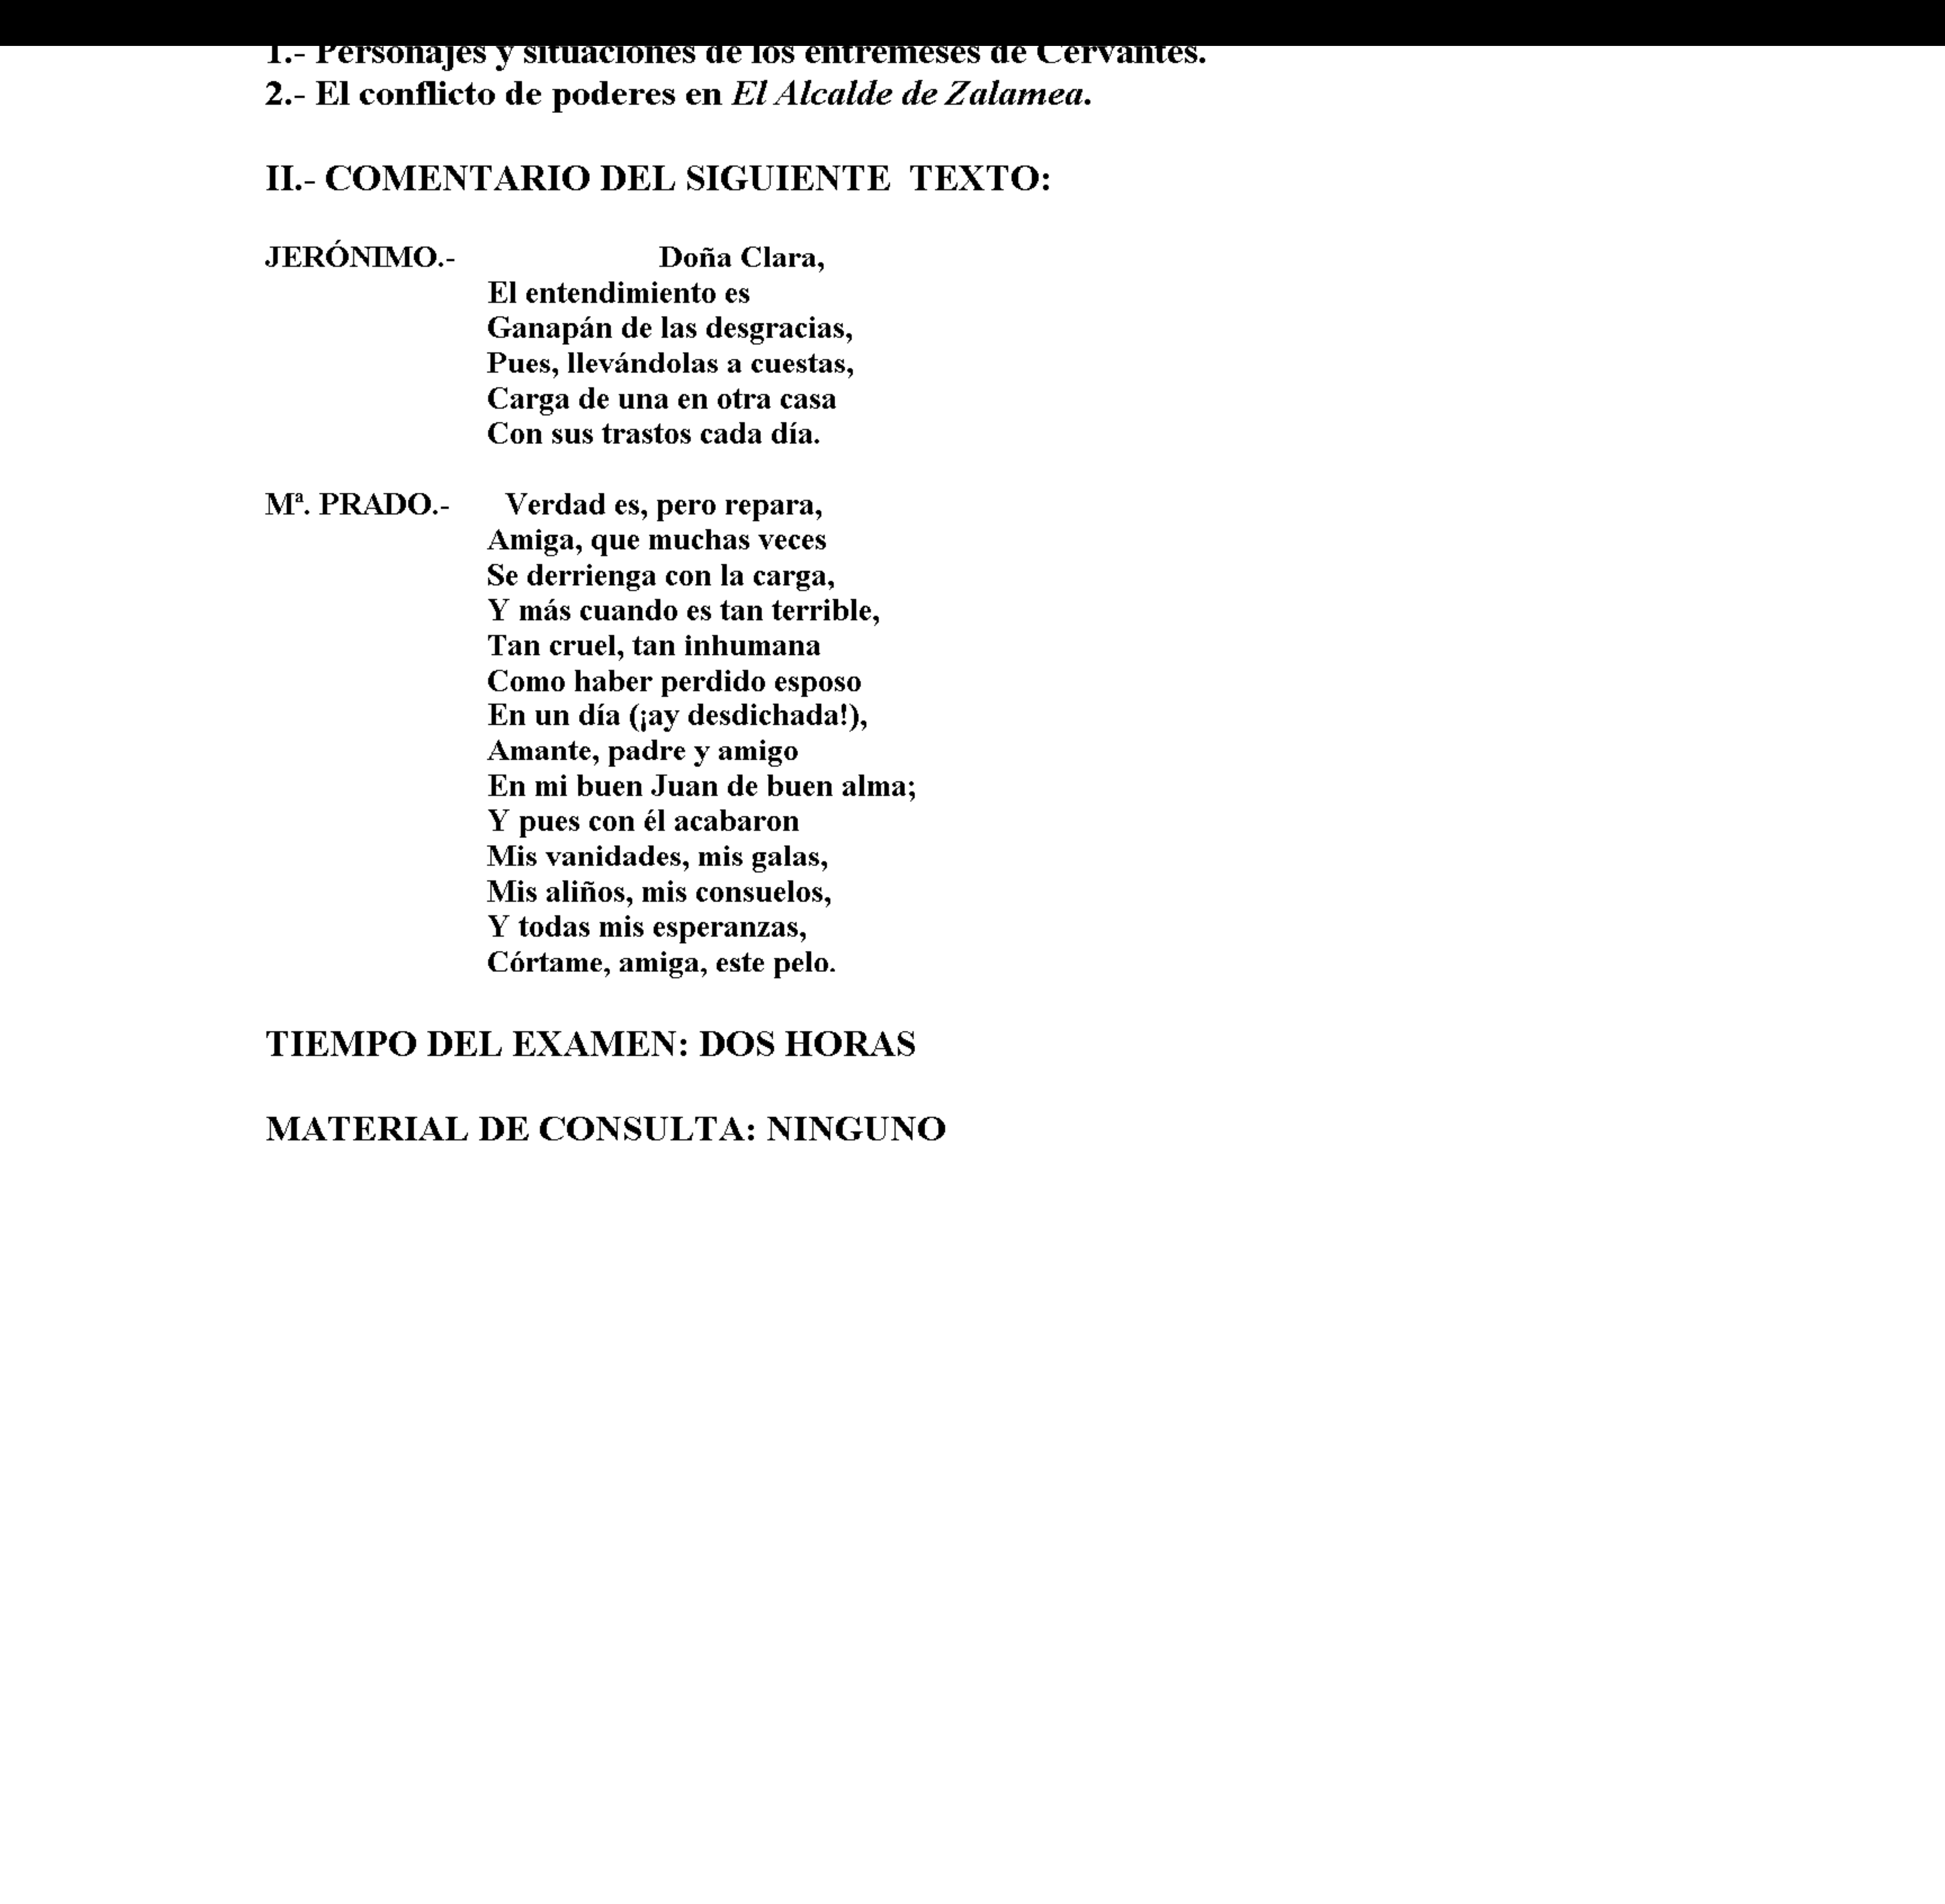 1.- Personajes y situaciones de los entremeses de Cervantes.
2.- El conflicto de poderes en El Alcalde de Zalamea.
II.- COMENTARIO DEL SIGUIENTE TEXTO:
JERÓNIMO.- Doña Clara,
El entendimiento es
Ganapán de las desgracias,
Pues, llevándolas a cuestas,
Carga de una en otra casa
Con sus trastos cada día.
Mª. PRADO.- Verdad es, pero repara,
Amiga, que muchas veces
Se derrienga con la carga,
Y más cuando es tan terrible,
Tan cruel, tan inhumana
Como haber perdido esposo
En un día (¡ay desdichada!),
Amante, padre y amigo
En mi buen Juan de buen alma;
Y pues con él acabaron
Mis vanidades, mis galas,
Mis aliños, mis consuelos,
Y todas mis esperanzas,
Córtame, amiga, este pelo.
TIEMPO DEL EXAMEN: DOS HORAS
MATERIAL DE CONSULTA: NINGUNO